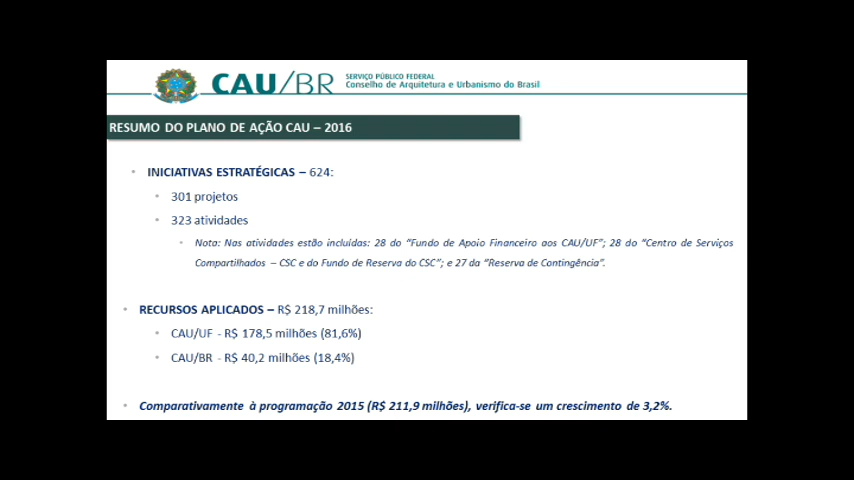 CAU/BR
SERVIÇO PÚBLICO FEDERAL
Conselho de Arquitetura e Urbanismo do Brasil
RESUMO DO PLANO DE AÇÃO CAU – 2016
• INICIATIVAS ESTRATÉGICAS – 624:
• 301 projetos
• 323 atividades
• Nota: Nas atividades estão incluídas: 28 do “Fundo de Apoio Financeiro aos CAU/UF”; 28 do “Centro de Serviços
Compartilhados – CSC e do Fundo de Reserva do CSC”; e 27 da “Reserva de Contingência”.
• RECURSOS APLICADOS – R$ 218,7 milhões:
• CAU/UF - R$ 178,5 milhões (81,6%)
• CAU/BR - R$ 40,2 milhões (18,4%)
• Comparativamente à programação 2015 (R$ 211,9 milhões), verifica-se um crescimento de 3,2%.